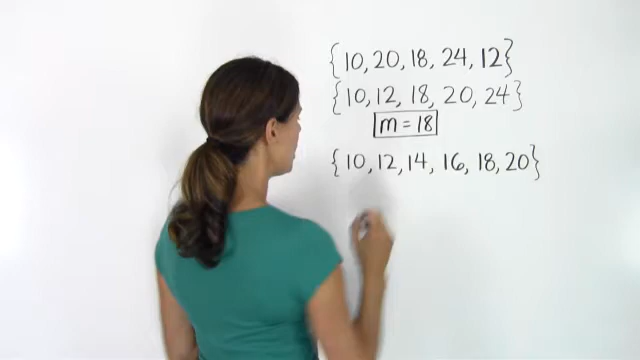 {10, 20, 18, 24, 12}
{10, 12, 18, 20, 24}
m = 18
{10, 12, 14, 16, 18, 20}